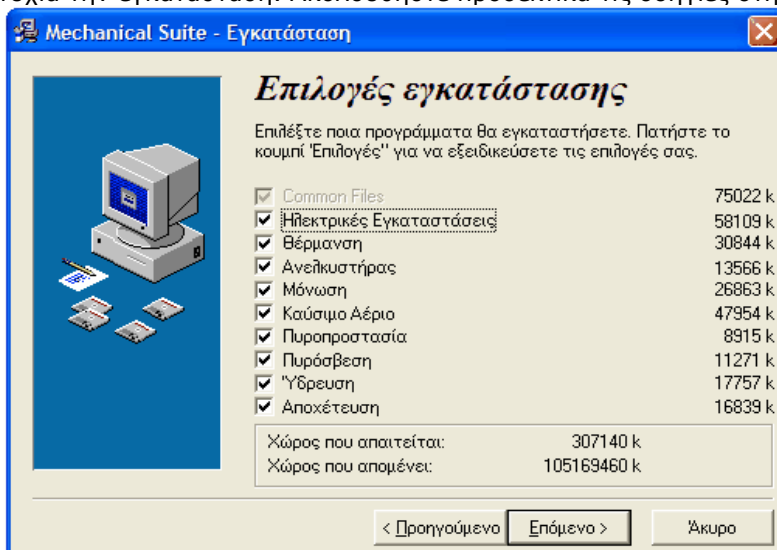 Mechanical Suite - Εγκατάσταση
Επιλογές εγκατάστασης
Επιλέξτε ποια προγράμματα θα εγκαταστήσετε. Πατήστε το
κουμπί 'Επιλογές'' για να εξειδικεύσετε τις επιλογές σας.
Common Files 75022 k
Ηλεκτρικές Εγκαταστάσεις 58109 k
Θέρμανση 30844 k
Ανελκυστήρας 13566 k
Μόνωση 26863 k
Καύσιμο Αέριο 47954 k
Πυροπροστασία 8915 k
Πυρόσβεση 11271 k
Ύδρευση 17757 k
Αποχέτευση 16839 k
Χώρος που απαιτείται: 307140 k
Χώρος που απομένει: 105169460 k
< Προηγούμενο Επόμενο > Άκυρο